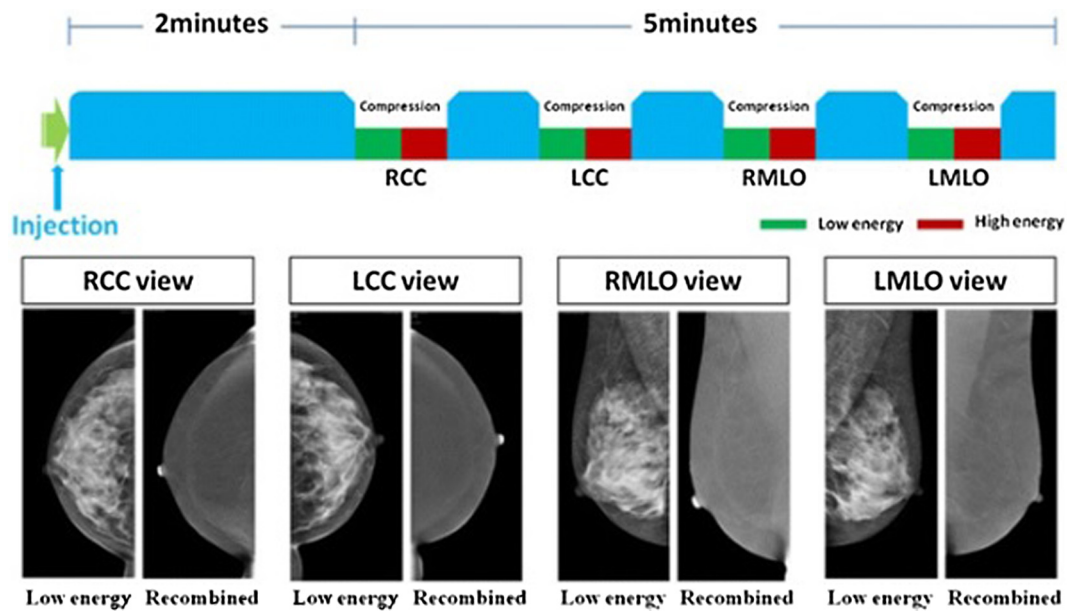 2minutes 5minutes
Compression Compression Compression Compression
RCC LCC RMLO LMLO
Injection
Low energy High energy
RCC view LCC view RMLO view LMLO view
Low energy Recombined Low energy Recombined Low energy Recombined Low energy Recombined